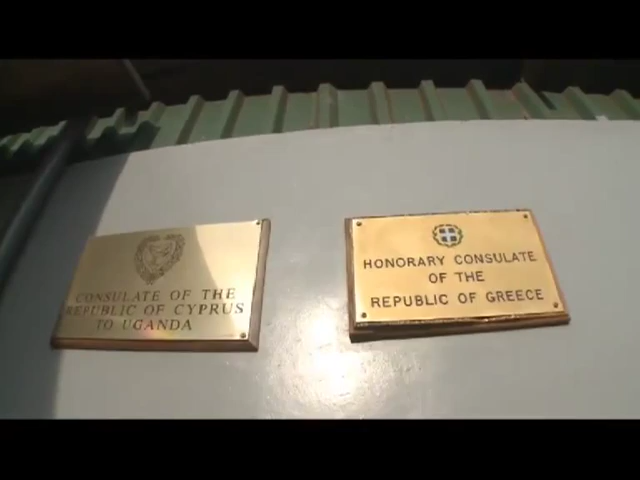 CONSULATE OF THE
REPUBLIC OF CYPRUS
TO UGANDA
HONORARY CONSULATE
OF THE
REPUBLIC OF GREECE